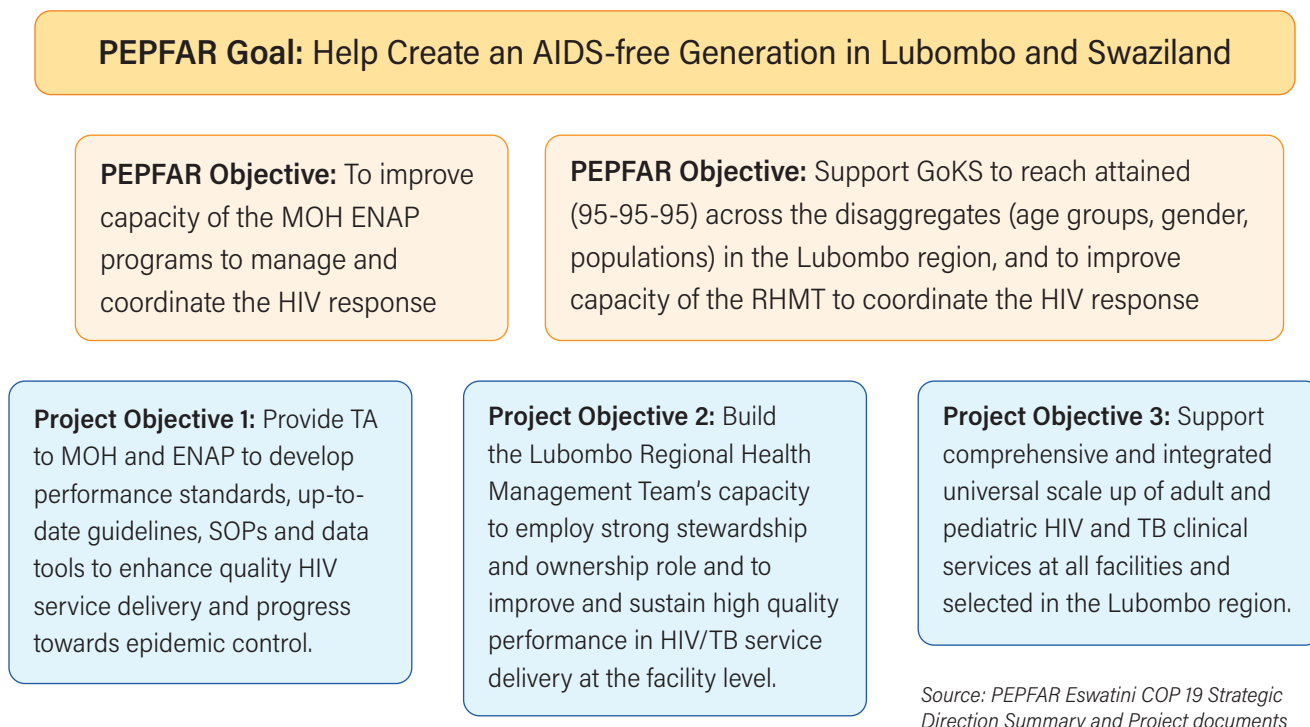 PEPFAR Goal: Help Create an AIDS-free Generation in Lubombo and Swaziland
PEPFAR Objective: To improve
capacity of the MOH ENAP
programs to manage and
coordinate the HIV response
PEPFAR Objective: Support GoKS to reach attained
(95-95-95) across the disaggregates (age groups, gender,
populations) in the Lubombo region, and to improve
capacity of the RHMT to coordinate the HIV response
Project Objective 1: Provide TA
to MOH and ENAP to develop
performance standards, up-to-
date guidelines, SOPs and data
tools to enhance quality HIV
service delivery and progress
towards epidemic control.
Project Objective 2: Build
the Lubombo Regional Health
Management Team's capacity
to employ strong stewardship
and ownership role and to
improve and sustain high quality
performance in HIV/TB service
delivery at the facility level.
Project Objective 3: Support
comprehensive and integrated
universal scale up of adult and
pediatric HIV and TB clinical
services at all facilities and
selected in the Lubombo region.
Source: PEPFAR Eswatini COP 19 Strategic
Direction Summary and Project documents